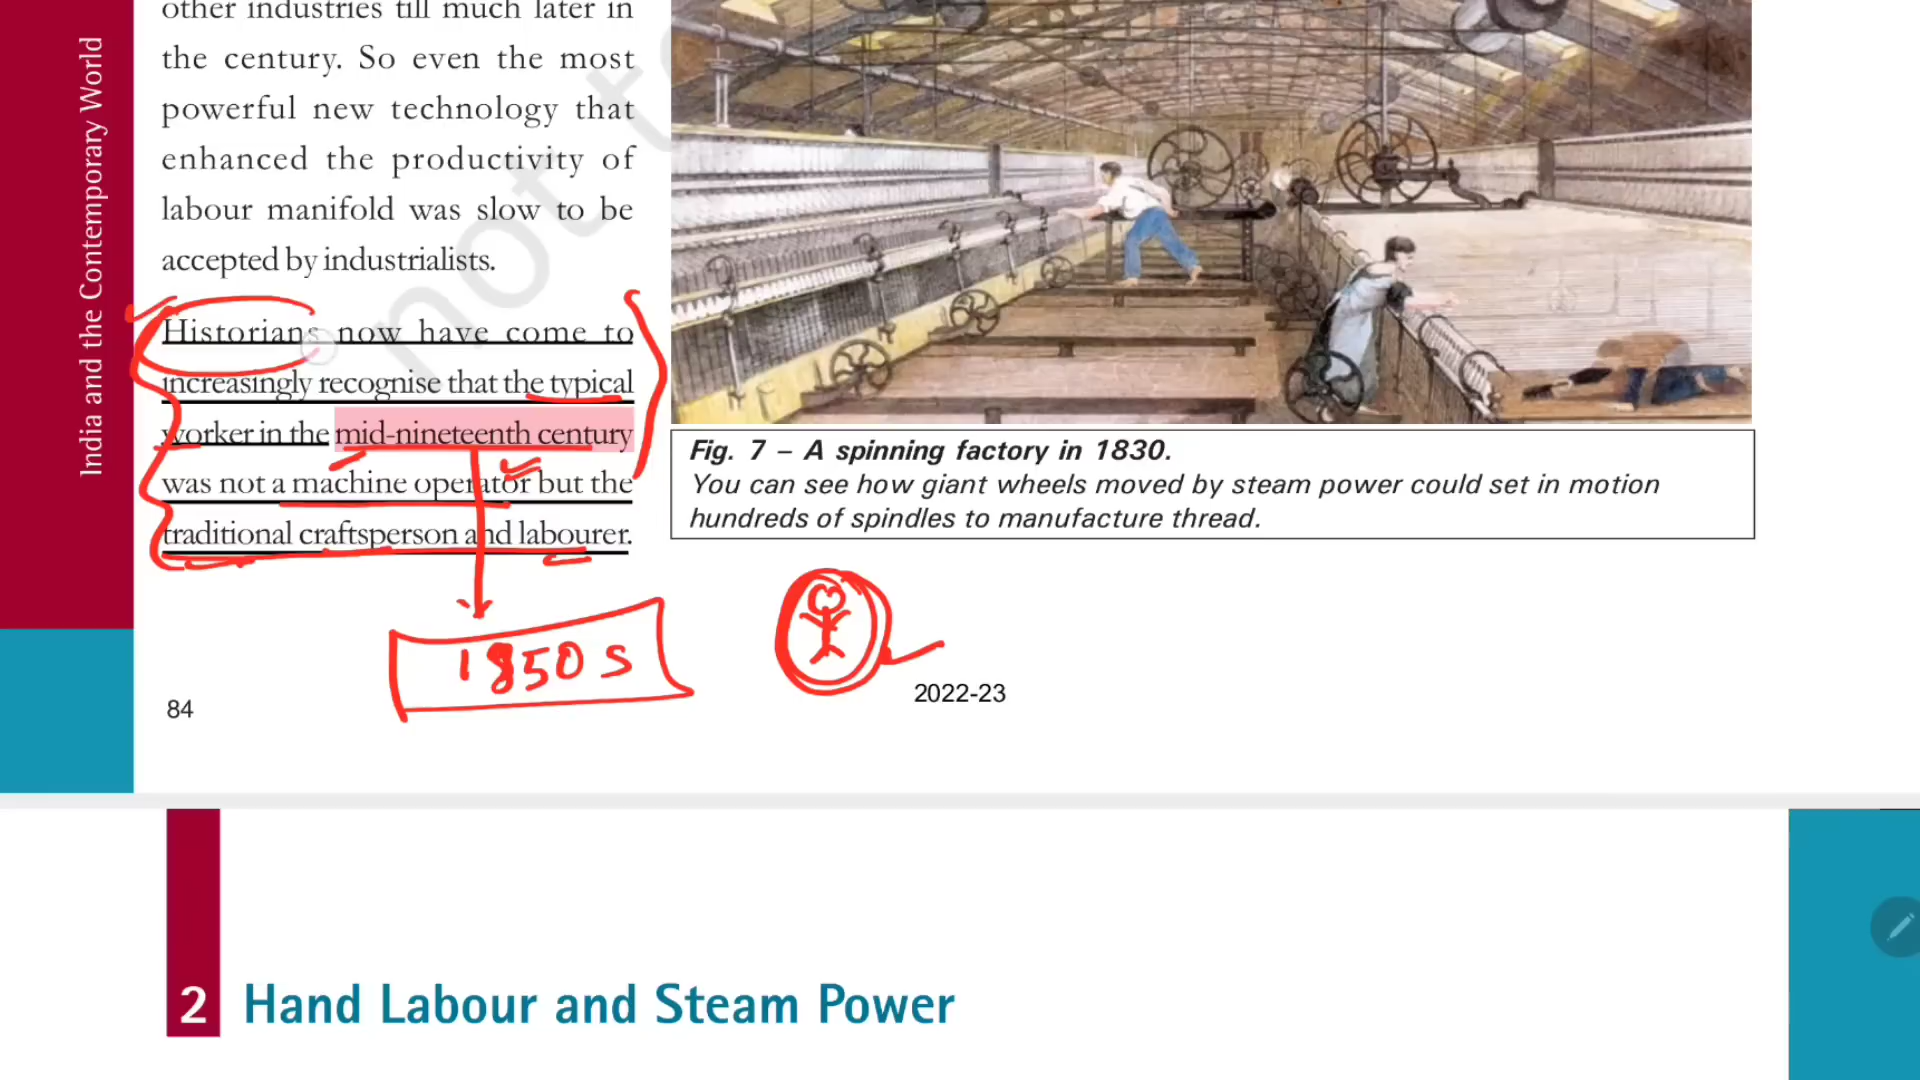 other industries till much later in
the century. So even the most
powerful new technology that
enhanced the productivity of
labour manifold was slow to be
accepted by industrialists.
Historians now have come to
increasingly recognise that the typical
worker in the mid-nineteenth century
was not a machine operator but the
traditional craftsperson and labourer.
1850s
84
India and the Contemporary World
not t
Fig. 7 – A spinning factory in 1830.
You can see how giant wheels moved by steam power could set in motion
hundreds of spindles to manufacture thread.
2022-23
2 Hand Labour and Steam Power